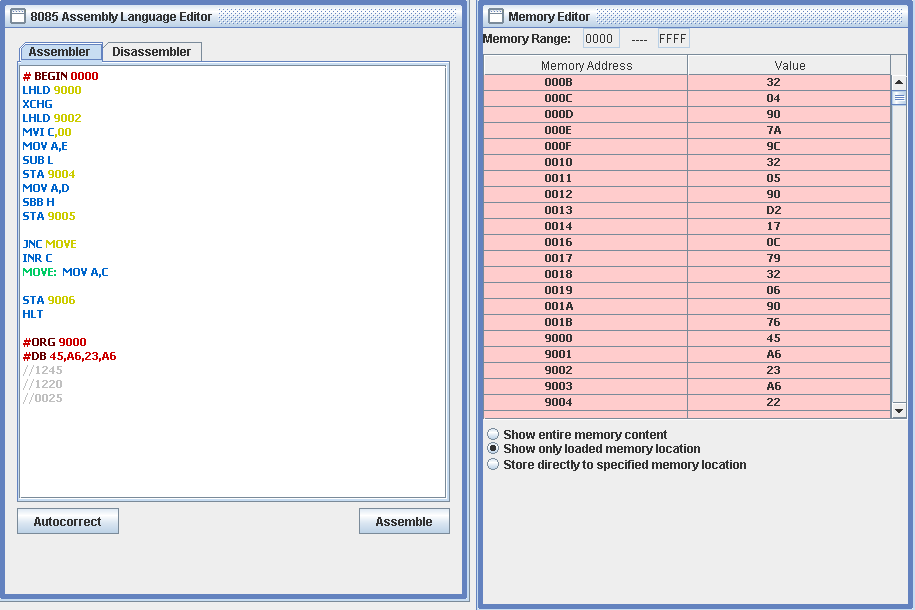 8085 Assembly Language Editor
Assembler Disassembler
# BEGIN 0000
LHLD 9000
XCHG
LHLD 9002
MVI C,00
MOV A,E
SUB L
STA 9004
MOV A,D
SBB H
STA 9005
JNC MOVE
INR C
MOVE: MOV A,C
STA 9006
HLT
#ORG 9000
#DB 45,A6,23,A6
//1245
//1220
//0025
Autocorrect Assemble
Memory Editor
Memory Range: 0000 ---- FFFF
Memory Address Value
000B 32
000C 04
000D 90
000E 7A
000F 9C
0010 32
0011 05
0012 90
0013 D2
0014 17
0016 0C
0017 79
0018 32
0019 06
001A 90
001B 76
9000 45
9001 A6
9002 23
9003 A6
9004 22
Show entire memory content
Show only loaded memory location
Store directly to specified memory location